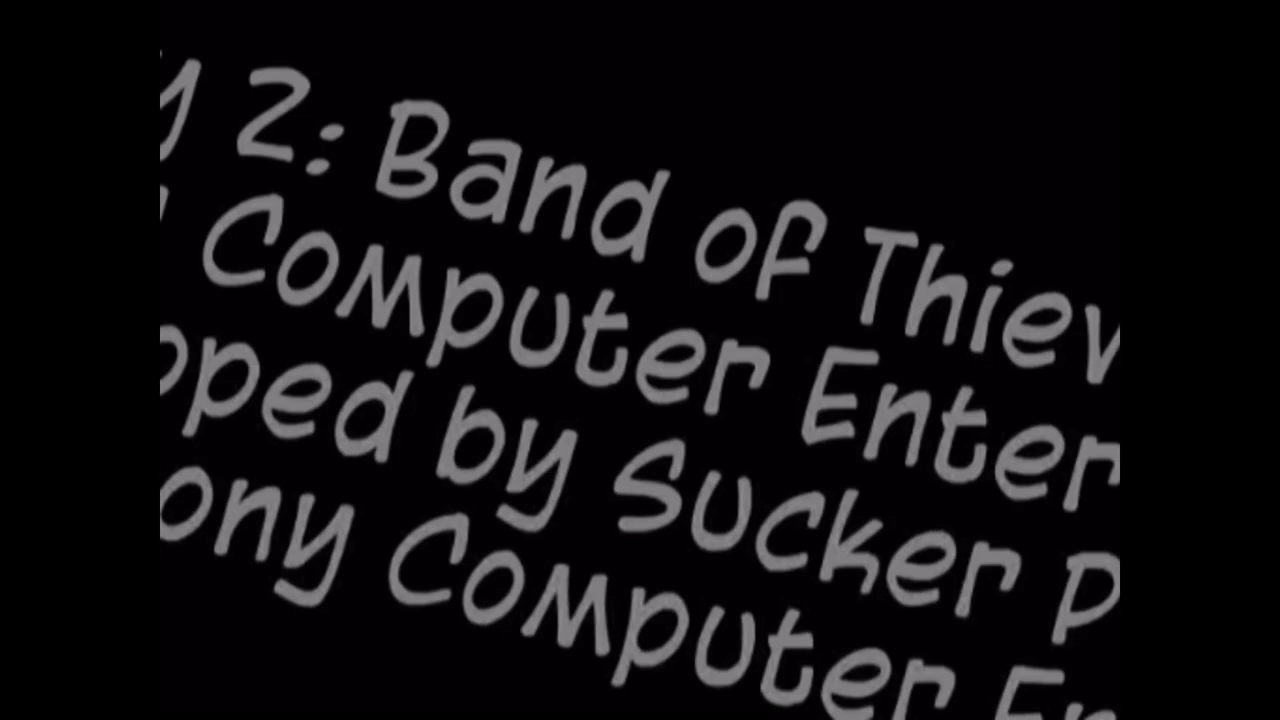 y 2: Band of Thiev
Computer Enter
oped by Sucker P
ony Computer En